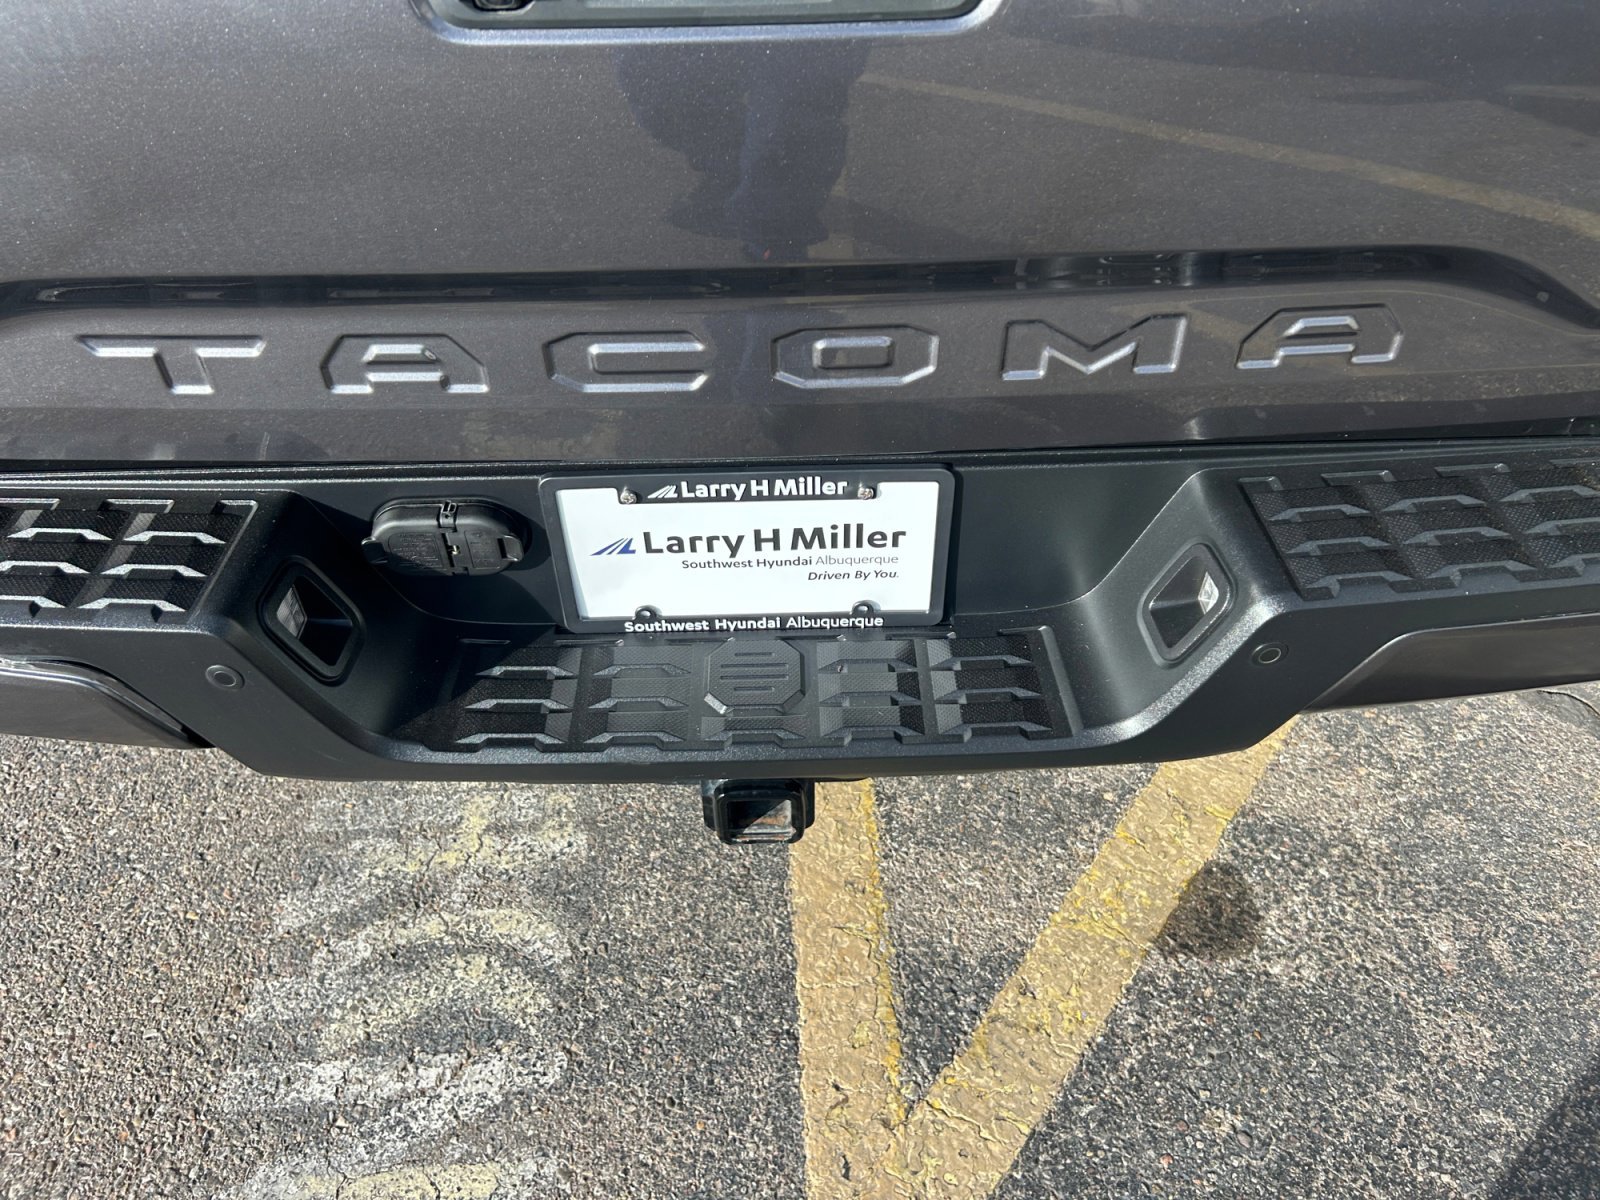 TACOMA
Larry H Miller
Larry H Miller
Southwest Hyundai Albuquerque
Driven By You.
Southwest Hyundai Albuquerque